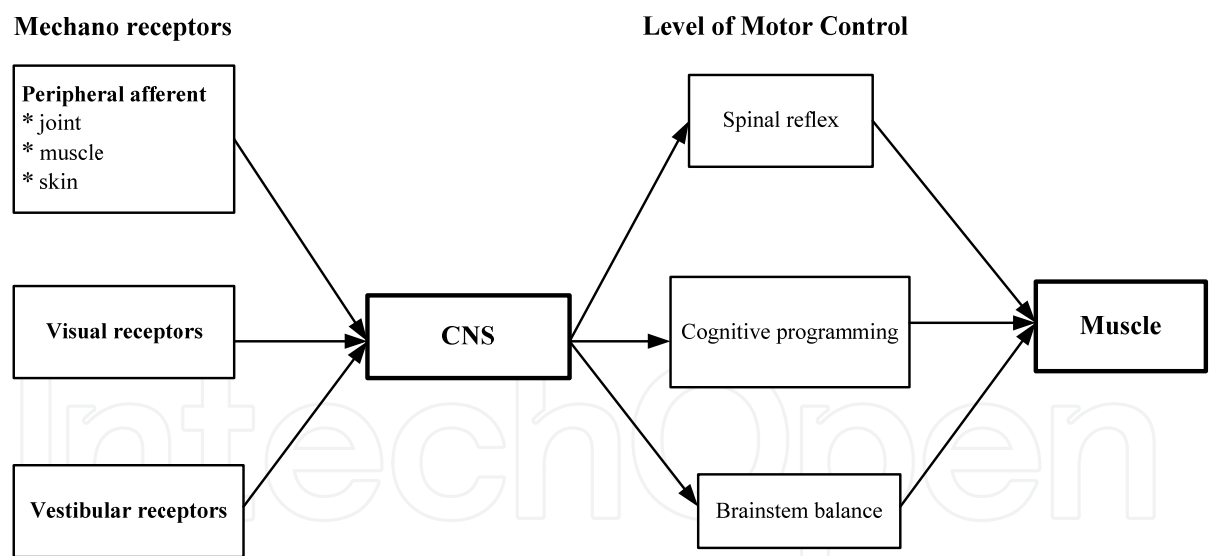 Mechano receptors
Level of Motor Control
Peripheral afferent
* joint
* muscle
* skin
Spinal reflex
Visual receptors
CNS
Cognitive programming
Muscle
Vestibular receptors
Brainstem balance
IntechOpen